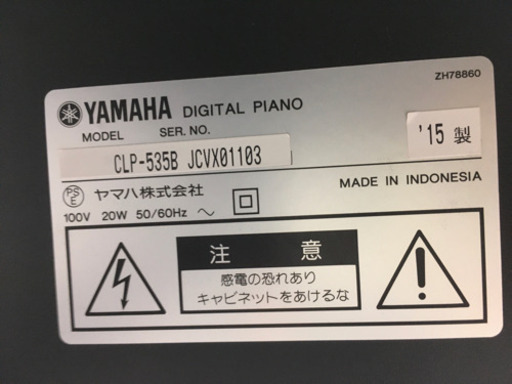 ZH78860
YAMAHA DIGITAL PIANO
MODEL SER. NO.
CLP-535B JCVX01103
'15 製
PS
E
ヤマハ株式会社
MADE IN INDONESIA
100V 20W 50/60Hz ～
注 意
感電の恐れあり
キャビネットをあけるな